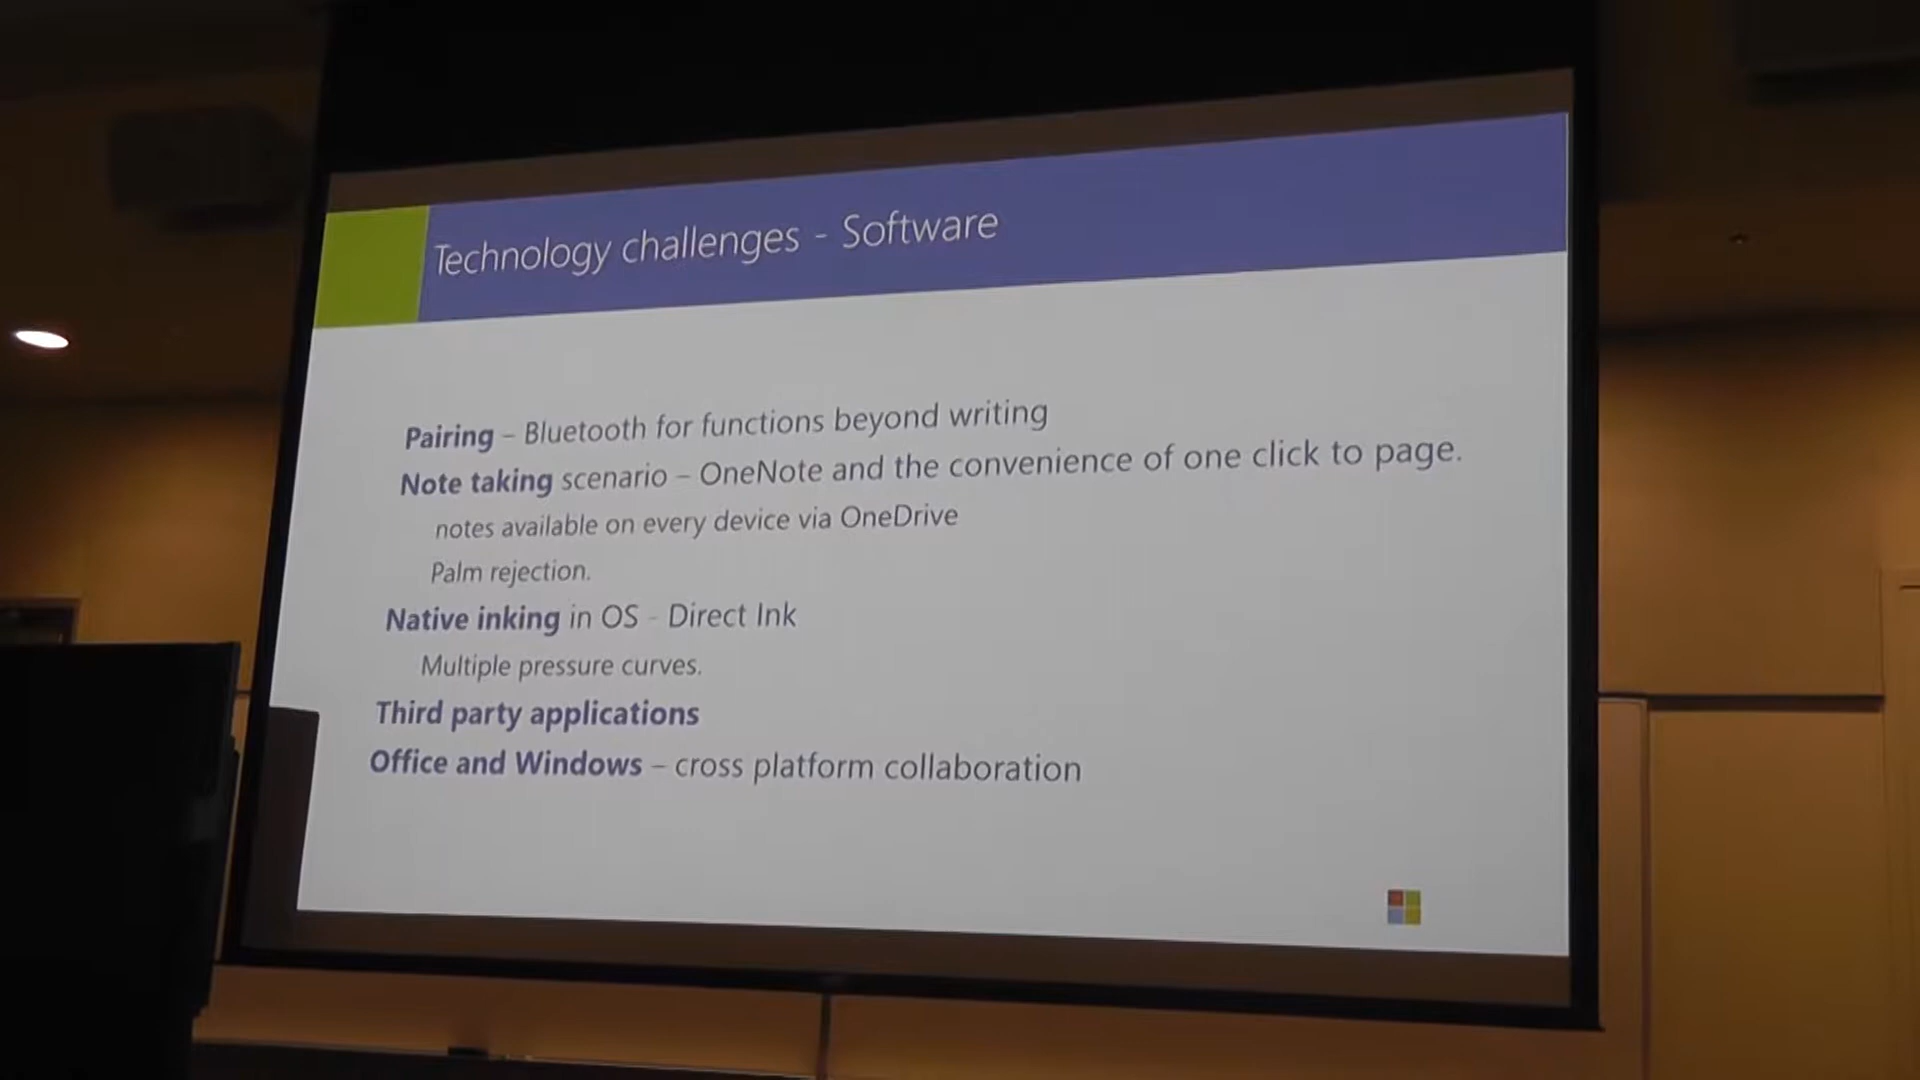 Technology challenges - Software
Pairing – Bluetooth for functions beyond writing
Note taking scenario – OneNote and the convenience of one click to page.
notes available on every device via OneDrive
Palm rejection.
Native inking in OS - Direct Ink
Multiple pressure curves.
Third party applications
Office and Windows – cross platform collaboration